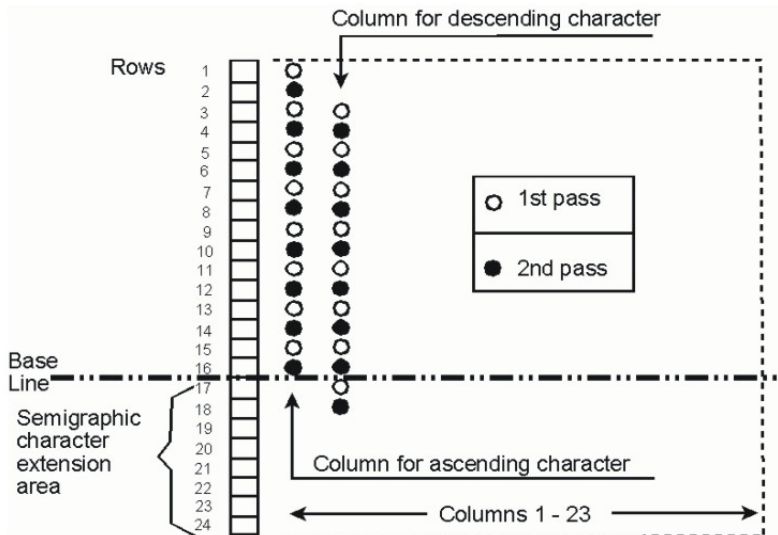 Column for descending character
Rows
1
2
3
4
5
6
7
8
9
10
11
12
13
14
15
16
17
18
19
20
21
22
23
24
1st pass
2nd pass
Base
Line
Semigraphic
character
extension
area
Column for ascending character
Columns 1 - 23